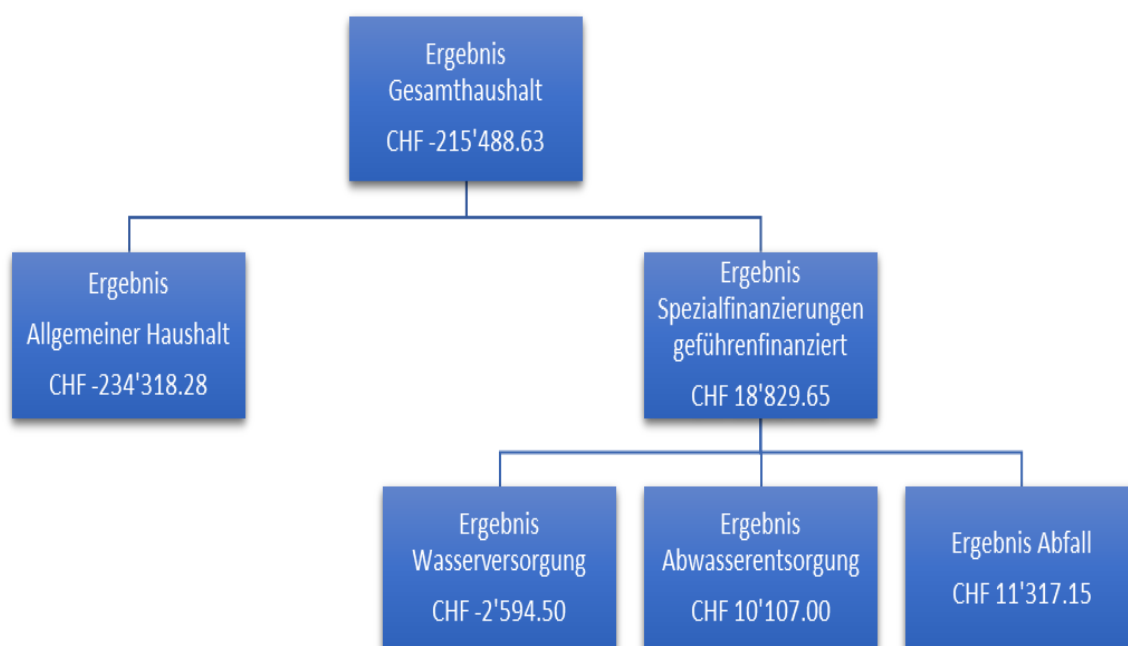 Ergebnis
Gesamthaushalt
CHF -215'488.63
Ergebnis
Allgemeiner Haushalt
CHF -234'318.28
Ergebnis
Spezialfinanzierungen
geführenfinanziert
CHF 18'829.65
Ergebnis
Wasserversorgung
CHF -2'594.50
Ergebnis
Abwasserentsorgung
CHF 10'107.00
Ergebnis Abfall
CHF 11'317.15